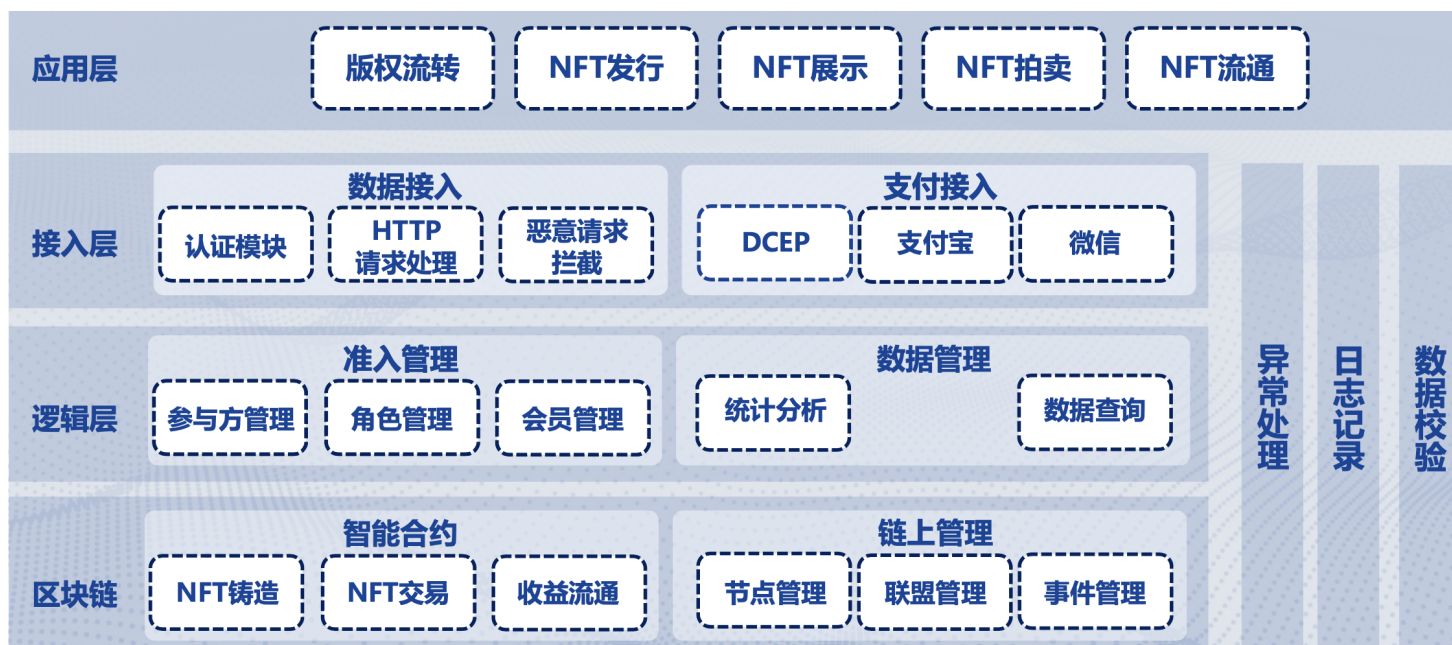 应用层
版权流转
NFT发行
NFT展示
NFT拍卖
NFT流通
接入层
数据接入
认证模块
HTTP
请求处理
恶意请求
拦截
支付接入
DCEP
支付宝
微信
逻辑层
准入管理
参与方管理
角色管理
会员管理
数据管理
统计分析
数据查询
区块链
智能合约
NFT铸造
NFT交易
收益流通
链上管理
节点管理
联盟管理
事件管理
异常处理
日志记录
数据校验